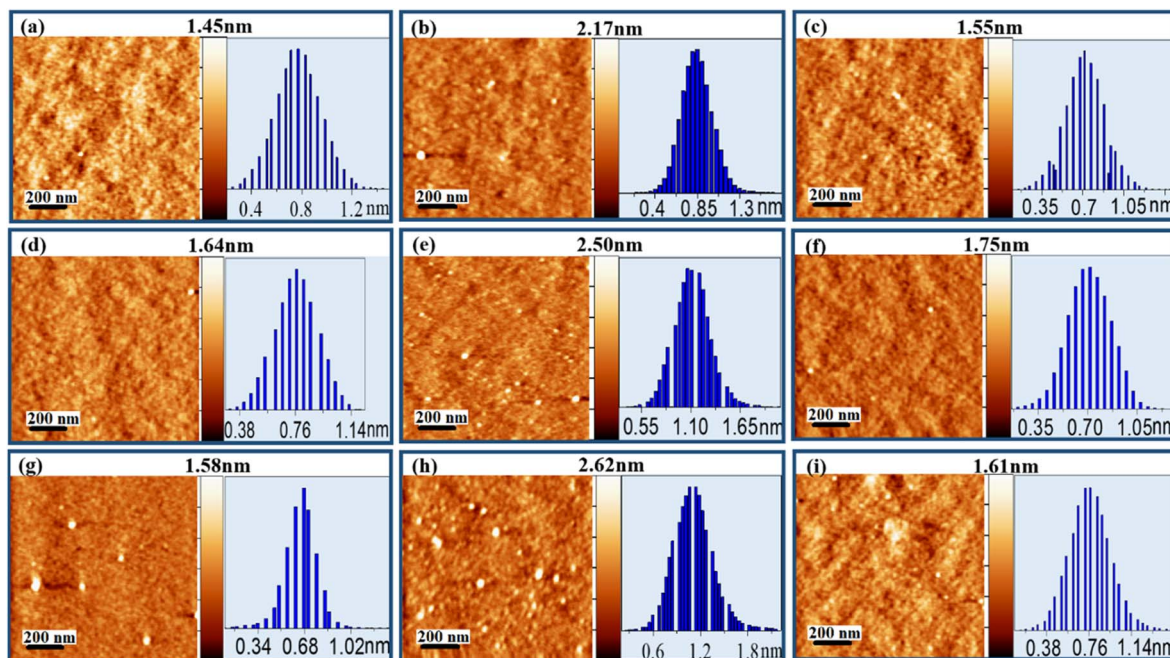 (a) 1.45nm
200 nm
0.4 0.8 1.2 nm
(b) 2.17nm
200 nm
0.4 0.85 1.3 nm
(c) 1.55nm
200 nm
0.35 0.7 1.05 nm
(d) 1.64nm
200 nm
0.38 0.76 1.14nm
(e) 2.50nm
200 nm
0.55 1.10 1.65nm
(f) 1.75nm
200 nm
0.35 0.70 1.05nm
(g) 1.58nm
200 nm
0.34 0.68 1.02nm
(h) 2.62nm
200 nm
0.6 1.2 1.8nm
(i) 1.61nm
200 nm
0.38 0.76 1.14nm